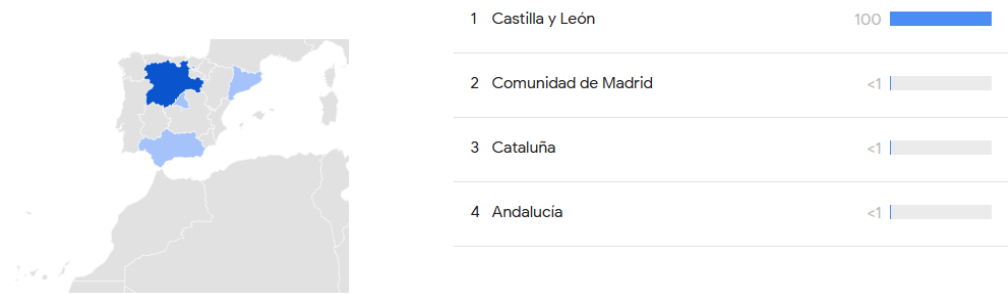 1 Castilla y León 100
2 Comunidad de Madrid <1
3 Cataluña <1
4 Andalucía <1